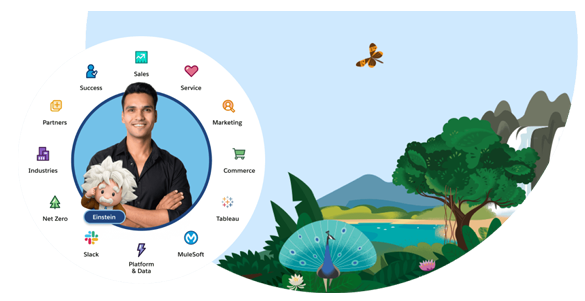 Sales
Service
Marketing
Commerce
Tableau
MuleSoft
Platform
& Data
Slack
Net Zero
Industries
Partners
Success
Einstein